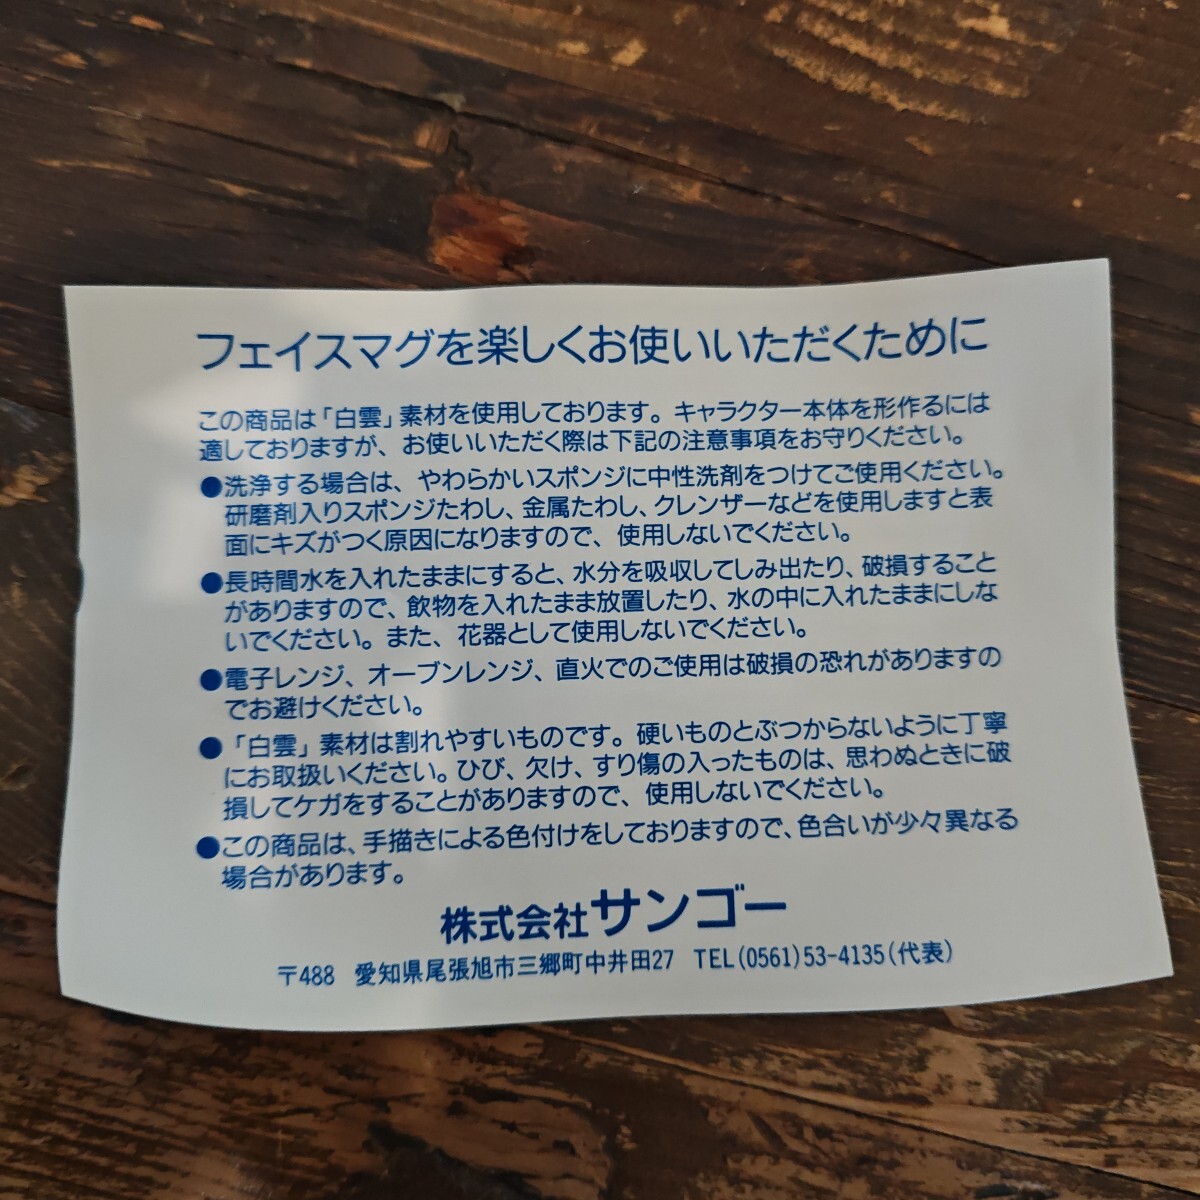 フェイスマグを楽しくお使いいただくために
この商品は「白雲」素材を使用しております。キャラクター本体を形作るには
適しておりますが、お使いいただく際は下記の注意事項をお守りください。
●洗浄する場合は、やわらかいスポンジに中性洗剤をつけてご使用ください。
研磨剤入りスポンジたわし、金属たわし、クレンザーなどを使用しますと表
面にキズがつく原因になりますので、使用しないでください。
●長時間水を入れたままにすると、水分を吸収してしみ出たり、破損すること
がありますので、飲物を入れたまま放置したり、水の中に入れたままにしな
いでください。また、花器として使用しないでください。
●電子レンジ、オーブンレンジ、直火でのご使用は破損の恐れがありますの
でお避けください。
●「白雲」素材は割れやすいものです。硬いものとぶつからないように丁寧
にお取扱いください。ひび、欠け、すり傷の入ったものは、思わぬときに破
損してケガをすることがありますので、使用しないでください。
●この商品は、手描きによる色付けをしておりますので、色合いが少々異なる
場合があります。
株式会社サンゴー
〒488 愛知県尾張旭市三郷町中井田27 TEL(0561)53-4135(代表)